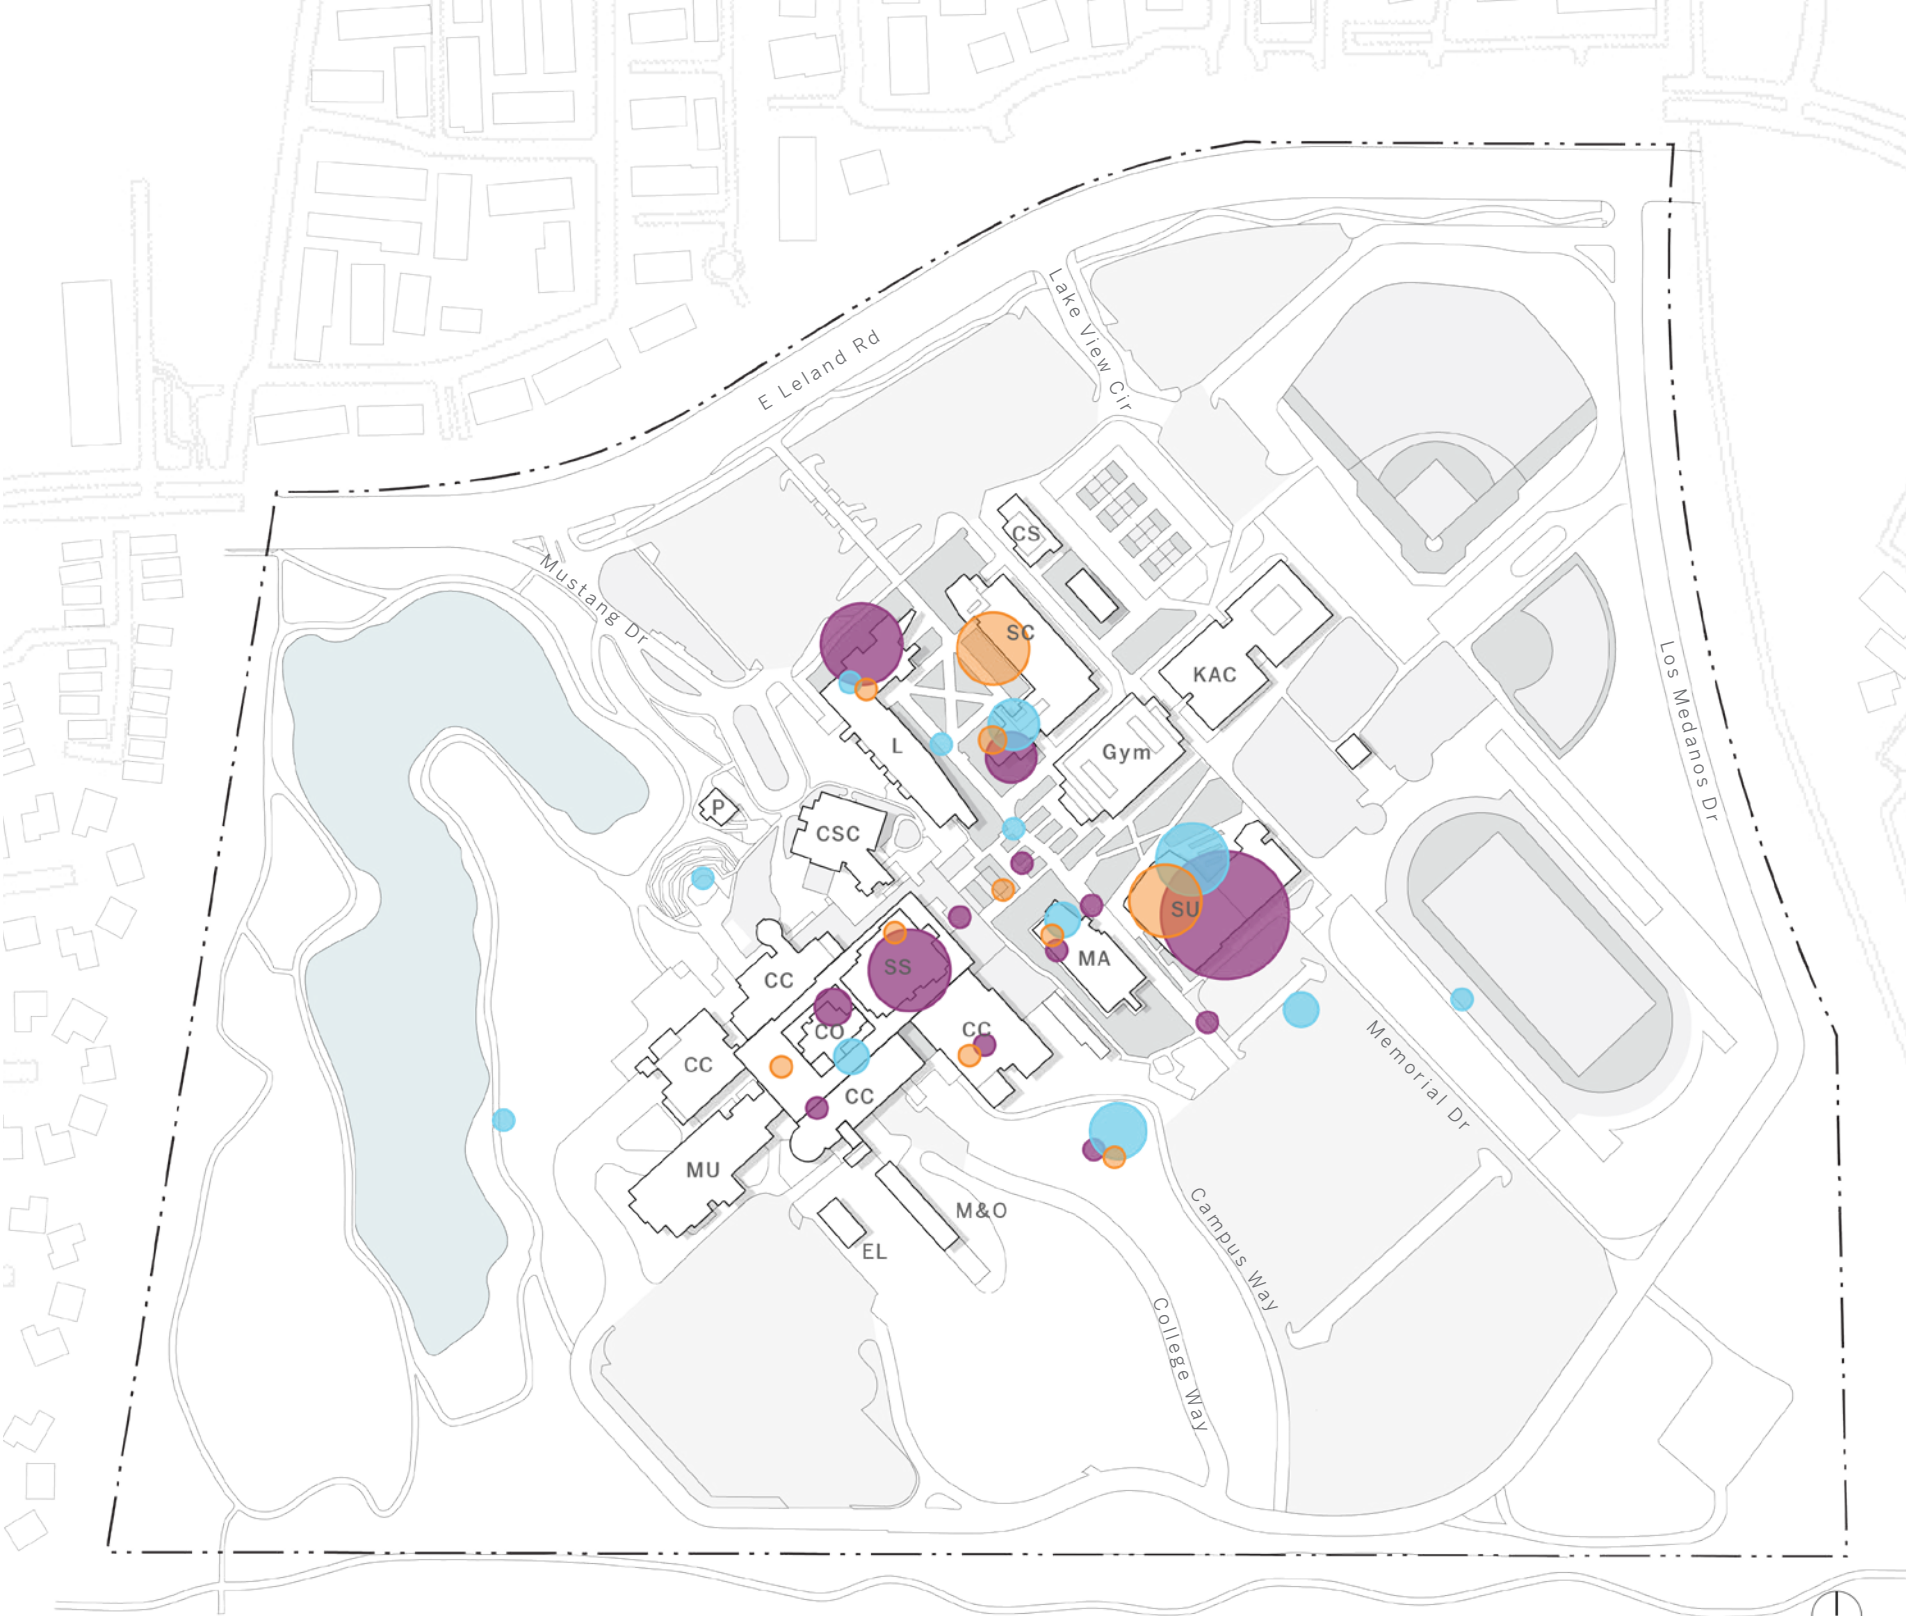 E Leland Rd
Lake View Cir
Mustang Dr
CS
SC
KAC
L
Gym
P
CSC
SU
SS
MA
CC
CO
CC
CC
CC
MU
M&O
EL
Los Medanos Dr
Memorial Dr
Campus Way
College Way